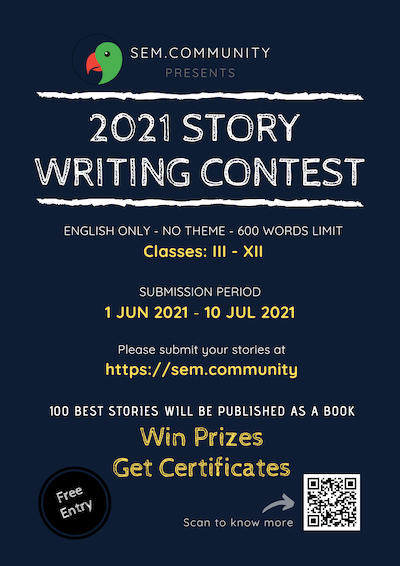 SEM.COMMUNITY
PRESENTS
2021 STORY
WRITING CONTEST
ENGLISH ONLY - NO THEME - 600 WORDS LIMIT
Classes: III - XII
SUBMISSION PERIOD
1 JUN 2021 - 10 JUL 2021
Please submit your stories at
https://sem.community
100 BEST STORIES WILL BE PUBLISHED AS A BOOK
Win Prizes
Get Certificates
Free
Entry
Scan to know more